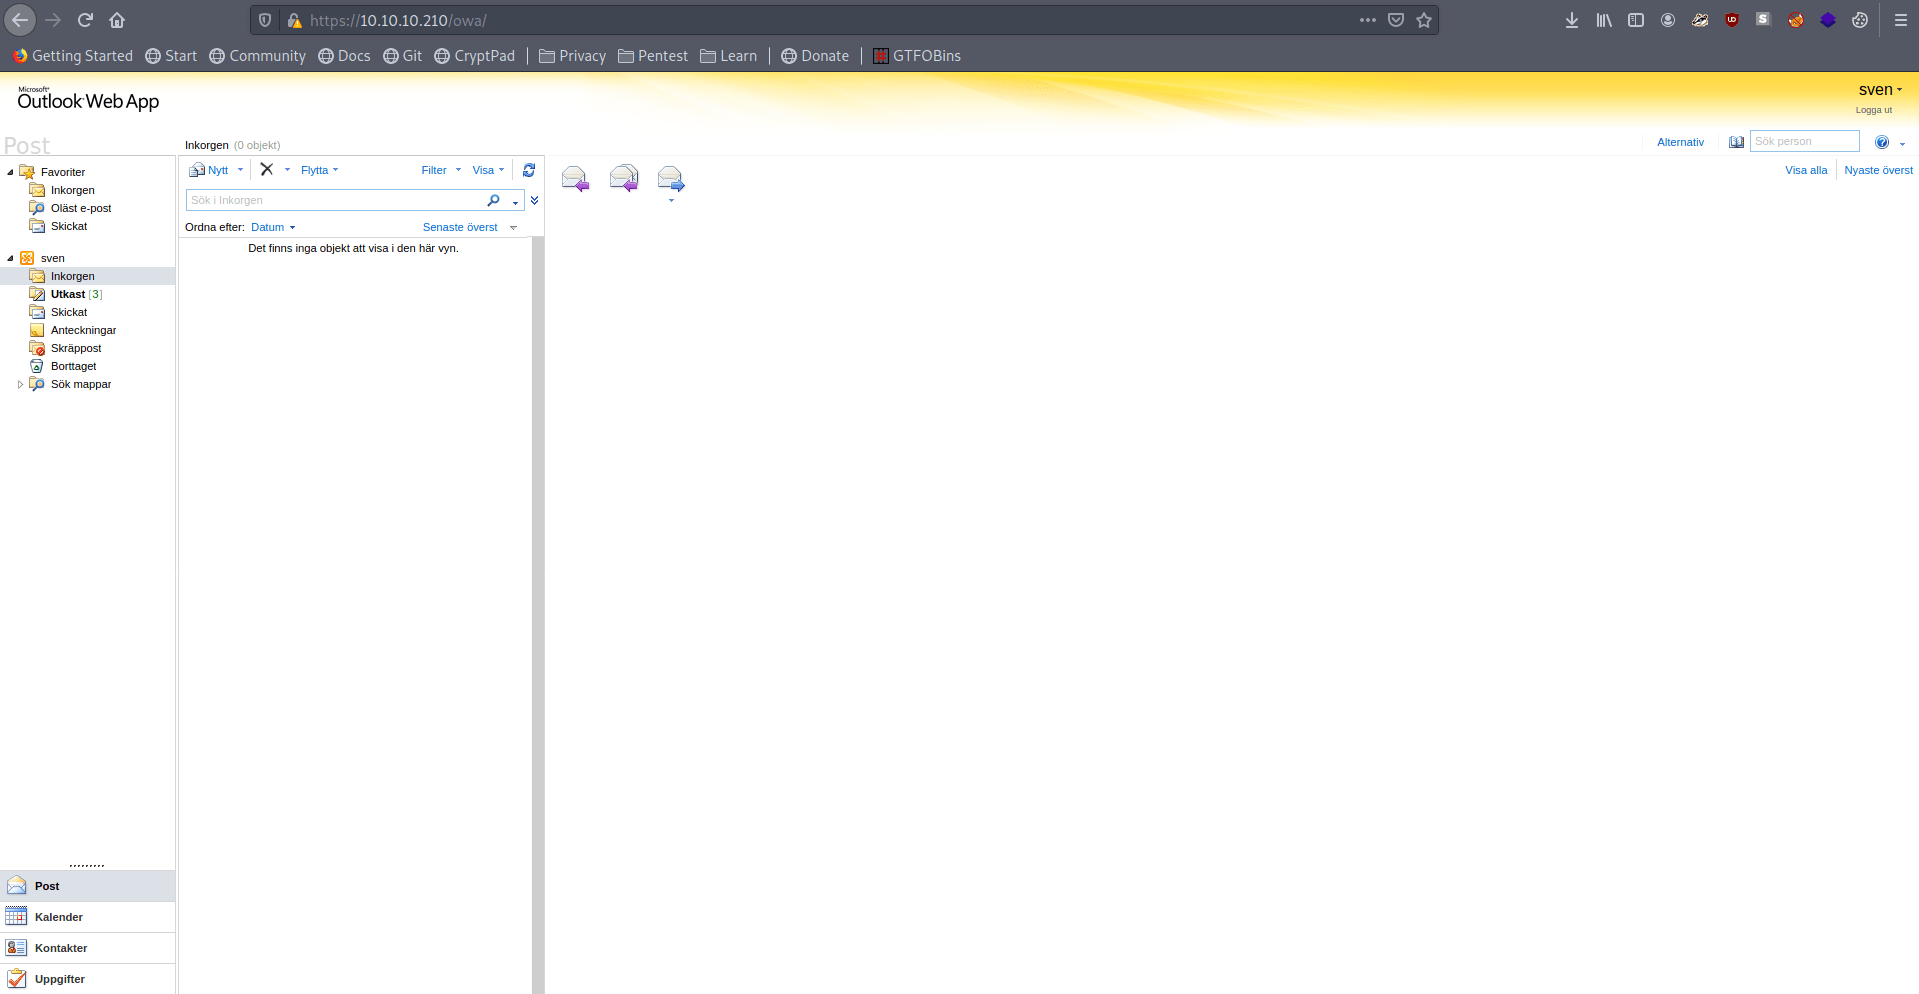 https://10.10.10.210/owa/
Getting Started Start Community Docs Git CryptPad Privacy Pentest Learn Donate GTFOBins
Microsoft®
Outlook Web App
sven
Logga ut
Post
Inkorgen (0 objekt)
Alternativ
Sök person
Favoriter
Inkorgen
Oläst e-post
Skickat
sven
Inkorgen
Utkast [3]
Skickat
Anteckningar
Skräppost
Borttaget
Sök mappar
Nytt Flytta Filter Visa
Sök i Inkorgen
Ordna efter: Datum Senaste överst
Det finns inga objekt att visa i den här vyn.
Visa alla Nyaste överst
Post
Kalender
Kontakter
Uppgifter